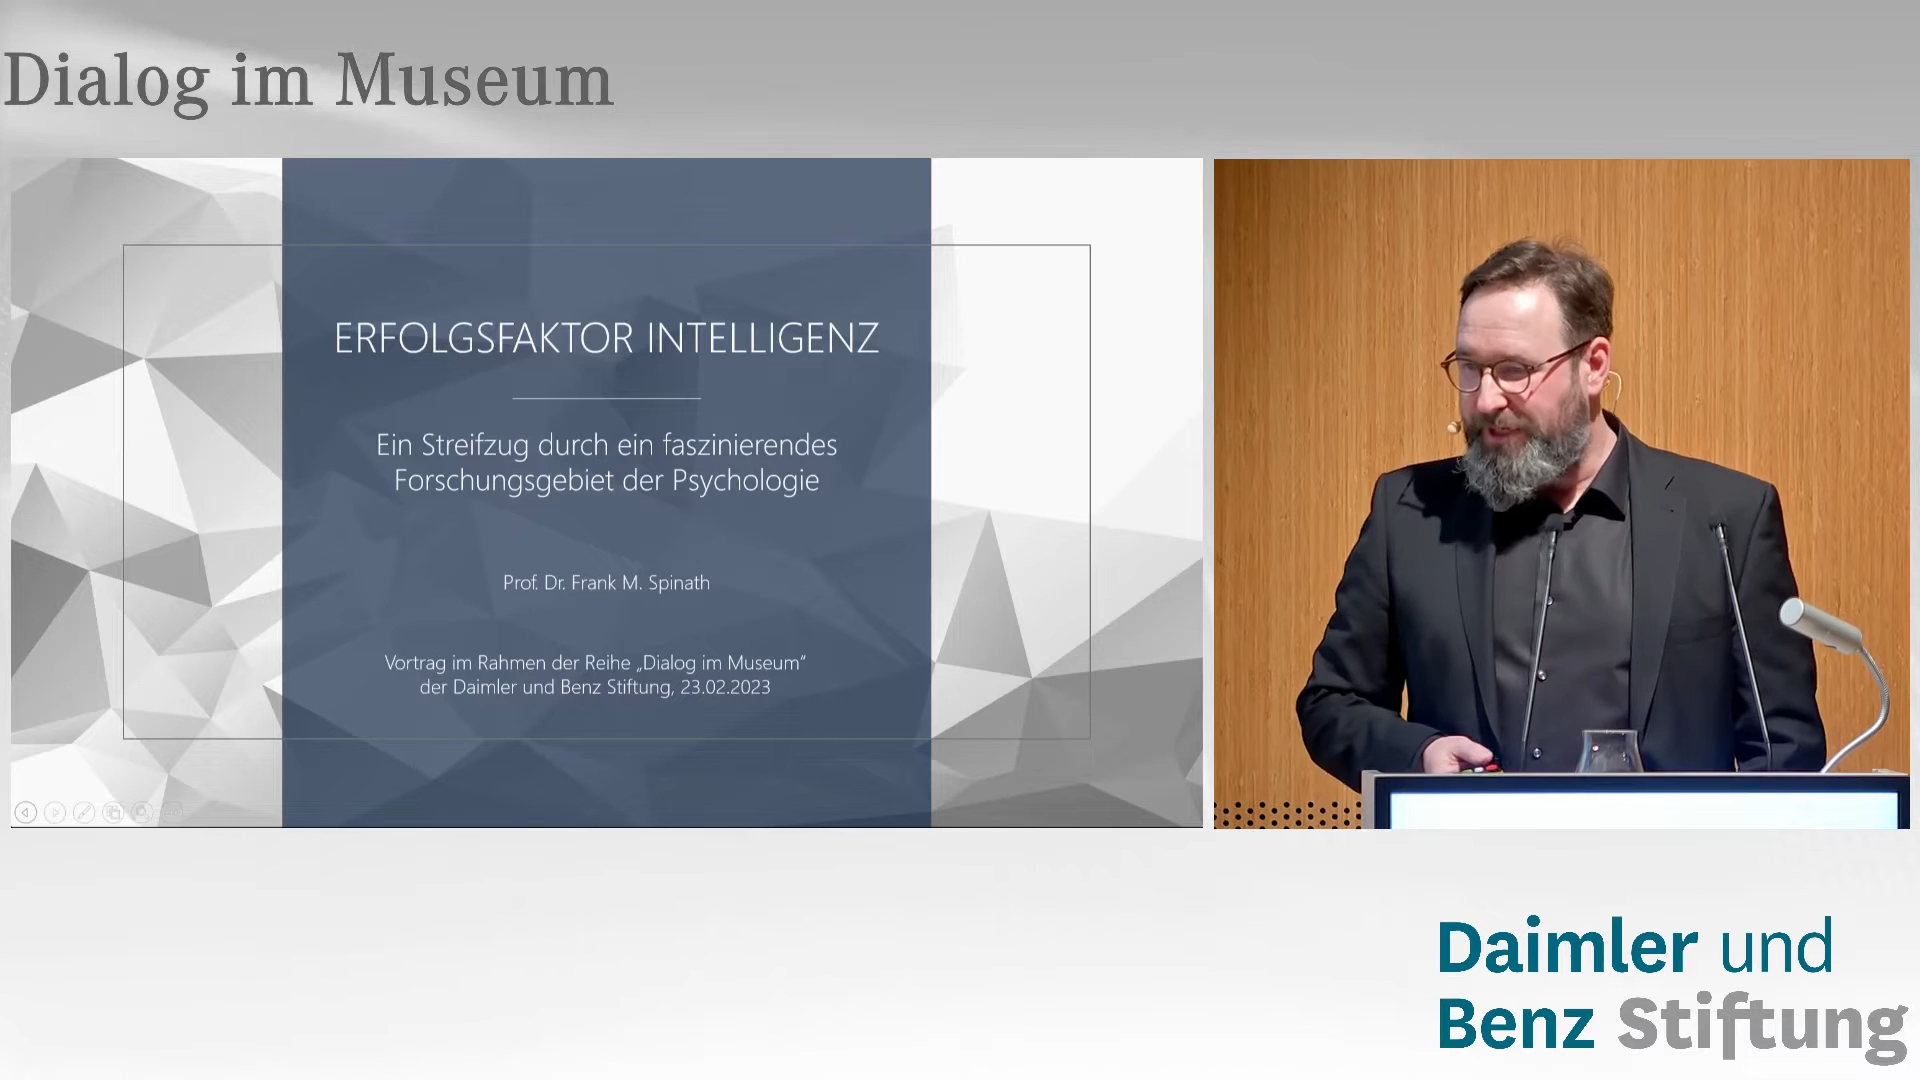 Dialog im Museum
ERFOLGSFAKTOR INTELLIGENZ
Ein Streifzug durch ein faszinierendes
Forschungsgebiet der Psychologie
Prof. Dr. Frank M. Spinath
Vortrag im Rahmen der Reihe „Dialog im Museum“
der Daimler und Benz Stiftung, 23.02.2023
Daimler und
Benz Stiftung